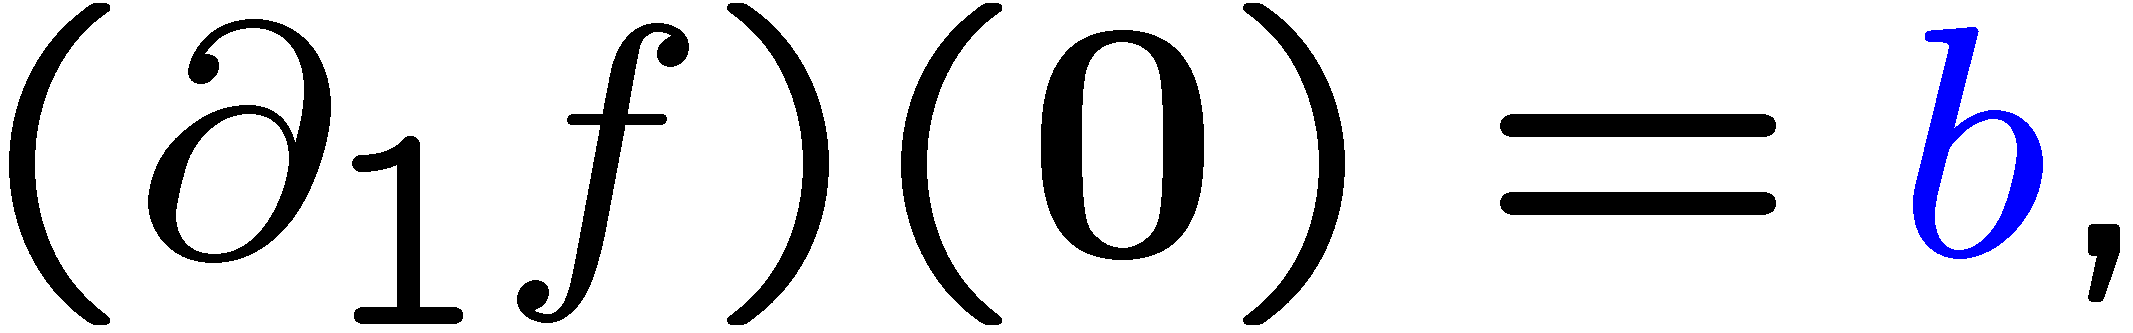 (∂₁f)(𝟎) = b,